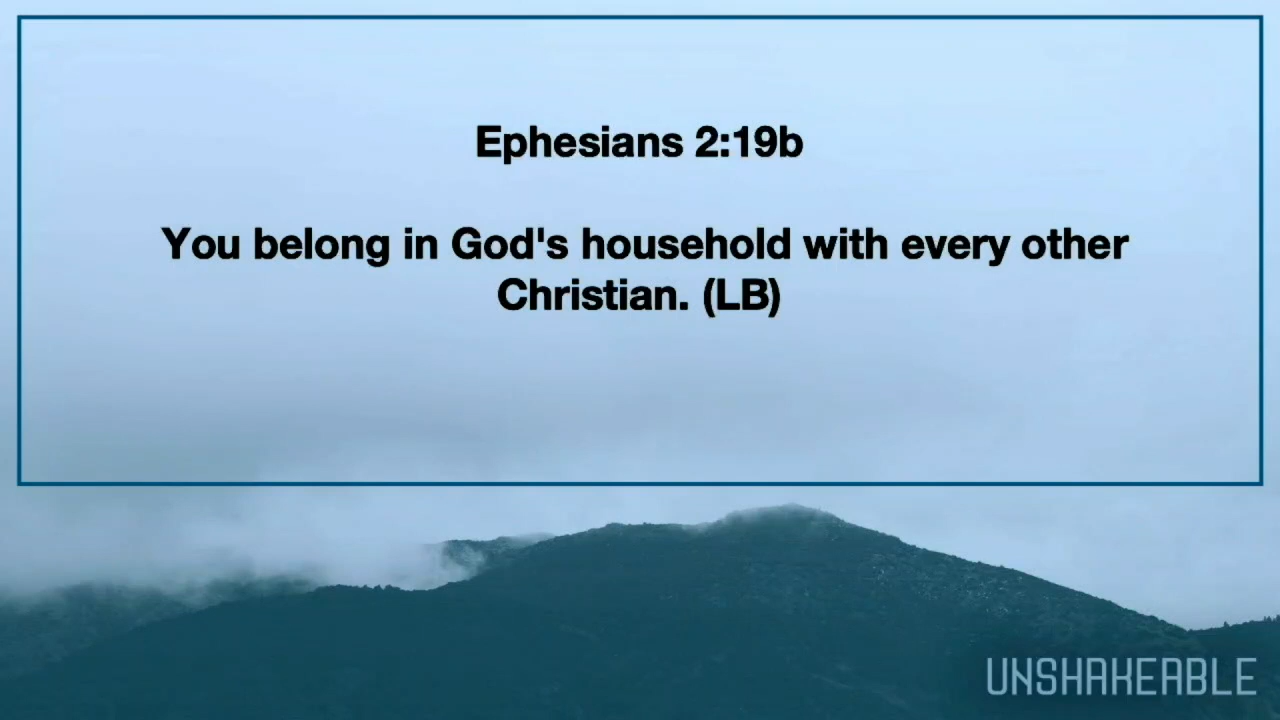 Ephesians 2:19b
You belong in God's household with every other
Christian. (LB)
UNSHAKEABLE